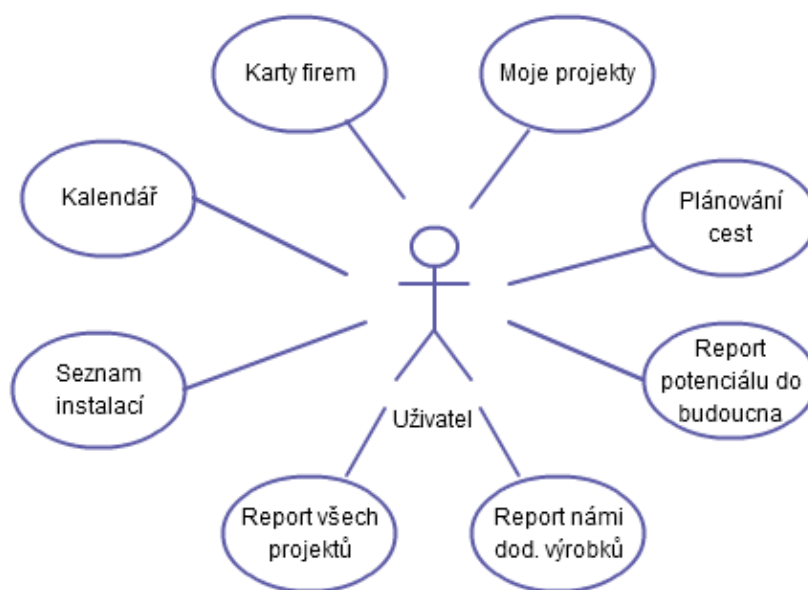 Karty firem
Moje projekty
Kalendář
Plánování
cest
Seznam
instalací
Report
potenciálu do
budoucna
Uživatel
Report všech
projektů
Report námi
dod. výrobků